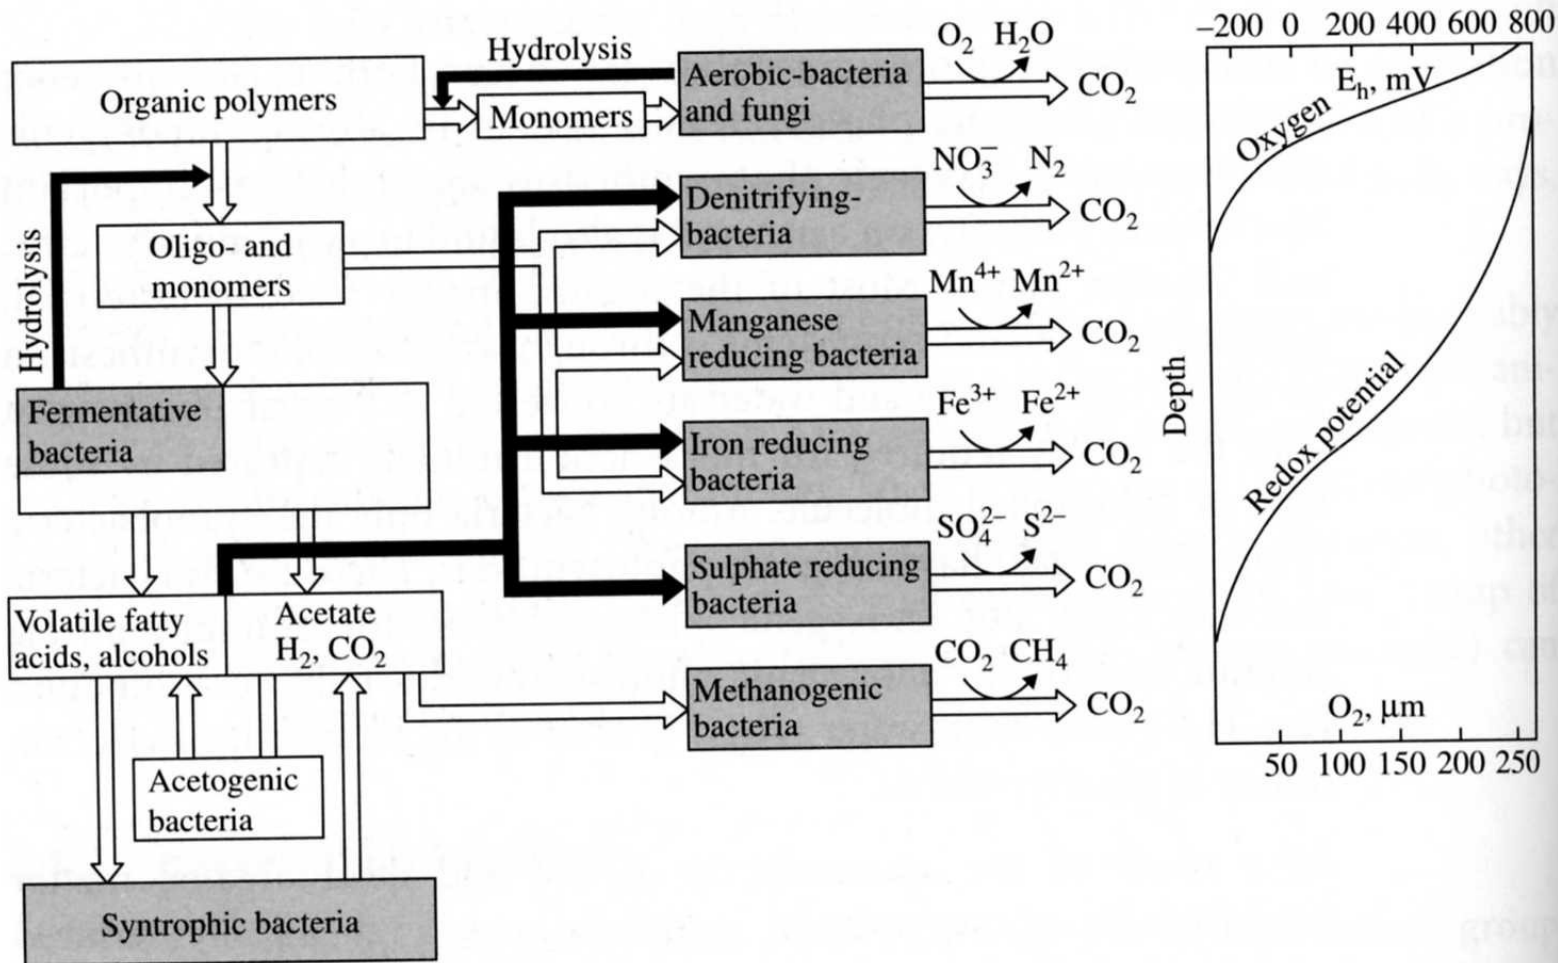 Hydrolysis
Organic polymers
Monomers
Aerobic-bacteria
and fungi
O₂ H₂O
CO₂
Hydrolysis
Oligo- and
monomers
NO₃⁻ N₂
Denitrifying-
bacteria
CO₂
Mn⁴⁺ Mn²⁺
Manganese
reducing bacteria
CO₂
Fermentative
bacteria
Fe³⁺ Fe²⁺
Iron reducing
bacteria
CO₂
SO₄²⁻ S²⁻
Sulphate reducing
bacteria
CO₂
Volatile fatty
acids, alcohols
Acetate
H₂, CO₂
CO₂ CH₄
Methanogenic
bacteria
CO₂
Acetogenic
bacteria
Syntrophic bacteria
−200 0 200 400 600 800
Eₕ, mV
Oxygen
Depth
Redox potential
O₂, μm
50 100 150 200 250